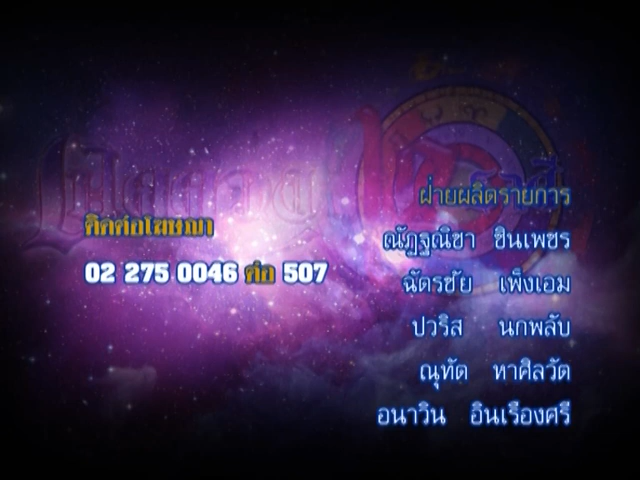 ติดต่อโฆษณา
02 275 0046 ต่อ 507
ฝ่ายผลิตรายการ
ณัฏฐณิชา ชินเพชร
ฉัตรชัย เพ็งเอม
ปวริส นกพลับ
ณุทัด หาศิลวัด
อนาวิน อินเรืองศรี